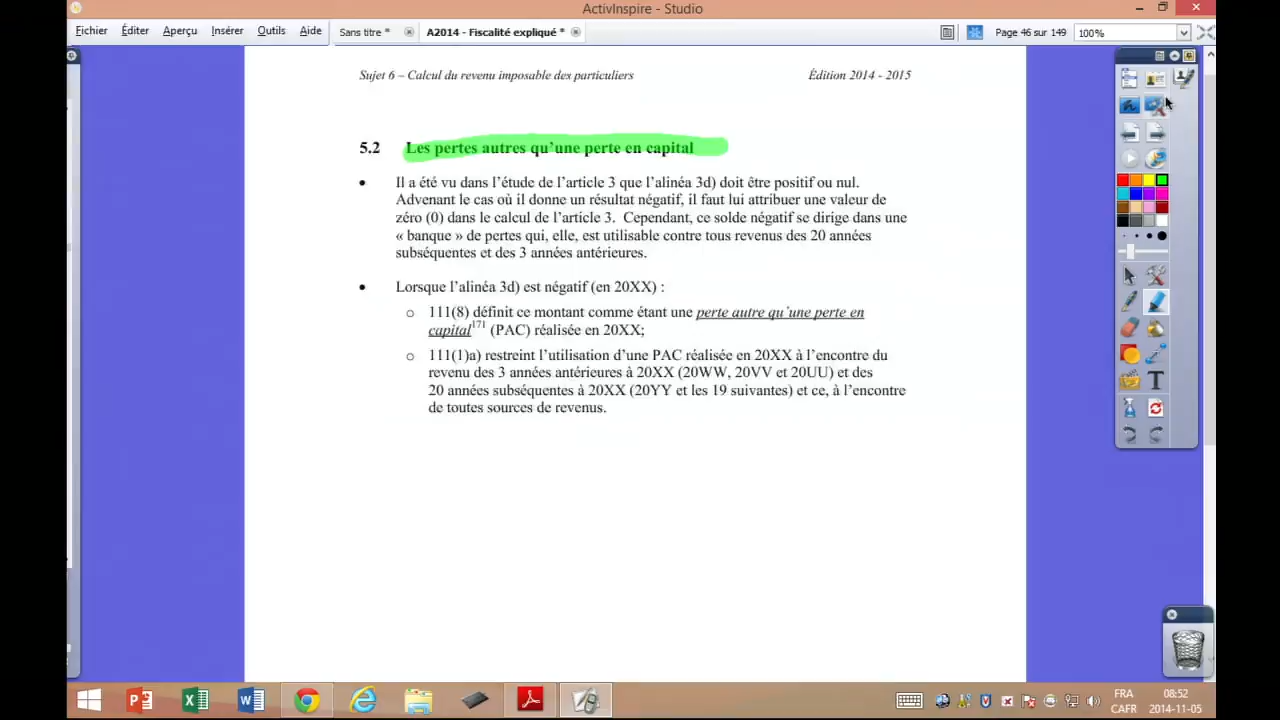 ActivInspire - Studio
Fichier Éditer Aperçu Insérer Outils Aide Sans titre * A2014 - Fiscalité expliqué * Page 46 sur 149 100%
Sujet 6 – Calcul du revenu imposable des particuliers Édition 2014 - 2015
5.2 Les pertes autres qu’une perte en capital
• Il a été vu dans l’étude de l’article 3 que l’alinéa 3d) doit être positif ou nul.
Advenant le cas où il donne un résultat négatif, il faut lui attribuer une valeur de
zéro (0) dans le calcul de l’article 3. Cependant, ce solde négatif se dirige dans une
« banque » de pertes qui, elle, est utilisable contre tous revenus des 20 années
subséquentes et des 3 années antérieures.
• Lorsque l’alinéa 3d) est négatif (en 20XX) :
o 111(8) définit ce montant comme étant une perte autre qu’une perte en
capital171 (PAC) réalisée en 20XX;
o 111(1)a) restreint l’utilisation d’une PAC réalisée en 20XX à l’encontre du
revenu des 3 années antérieures à 20XX (20WW, 20VV et 20UU) et des
20 années subséquentes à 20XX (20YY et les 19 suivantes) et ce, à l’encontre
de toutes sources de revenus.
FRA 08:52
CAFR 2014-11-05